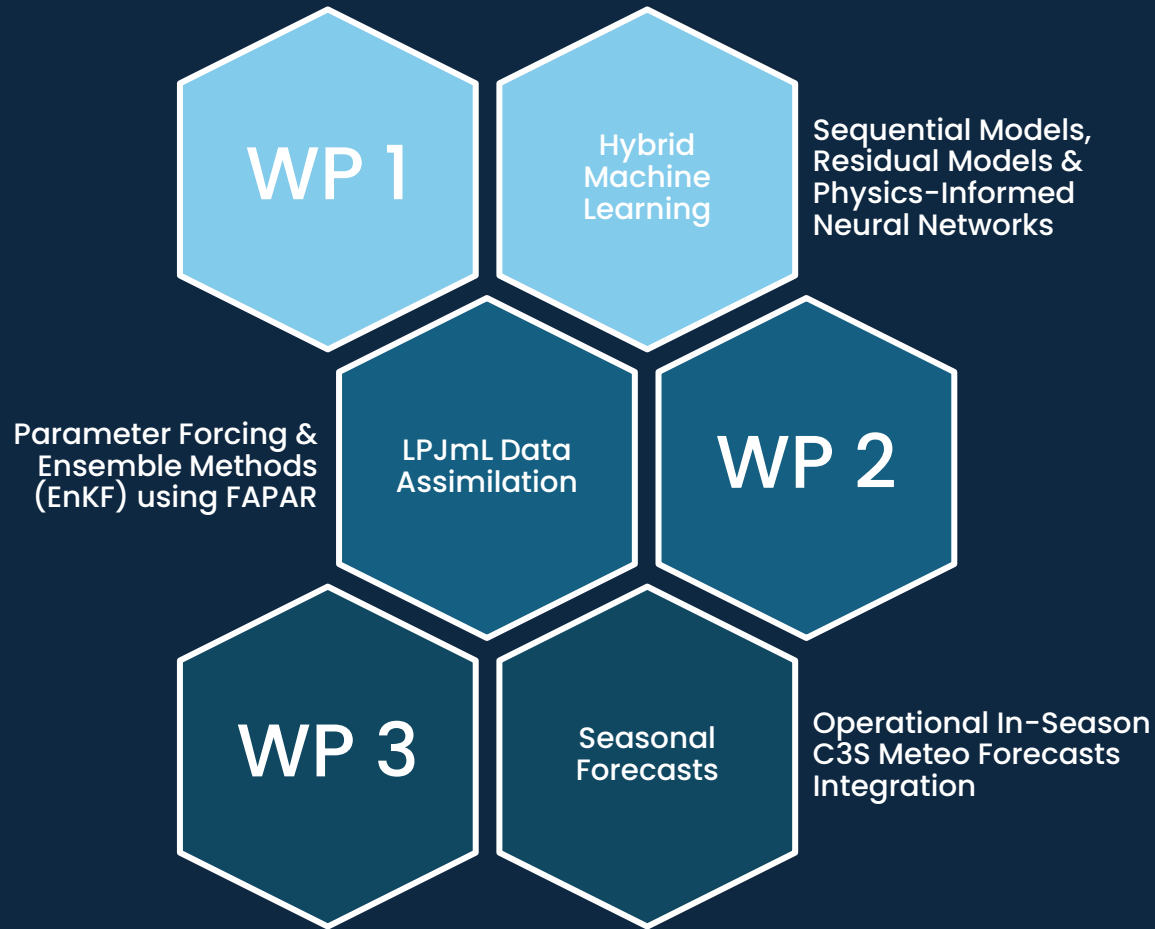 WP 1
Hybrid
Machine
Learning
Sequential Models,
Residual Models &
Physics-Informed
Neural Networks
Parameter Forcing &
Ensemble Methods
(EnKF) using FAPAR
LPJmL Data
Assimilation
WP 2
WP 3
Seasonal
Forecasts
Operational In-Season
C3S Meteo Forecasts
Integration